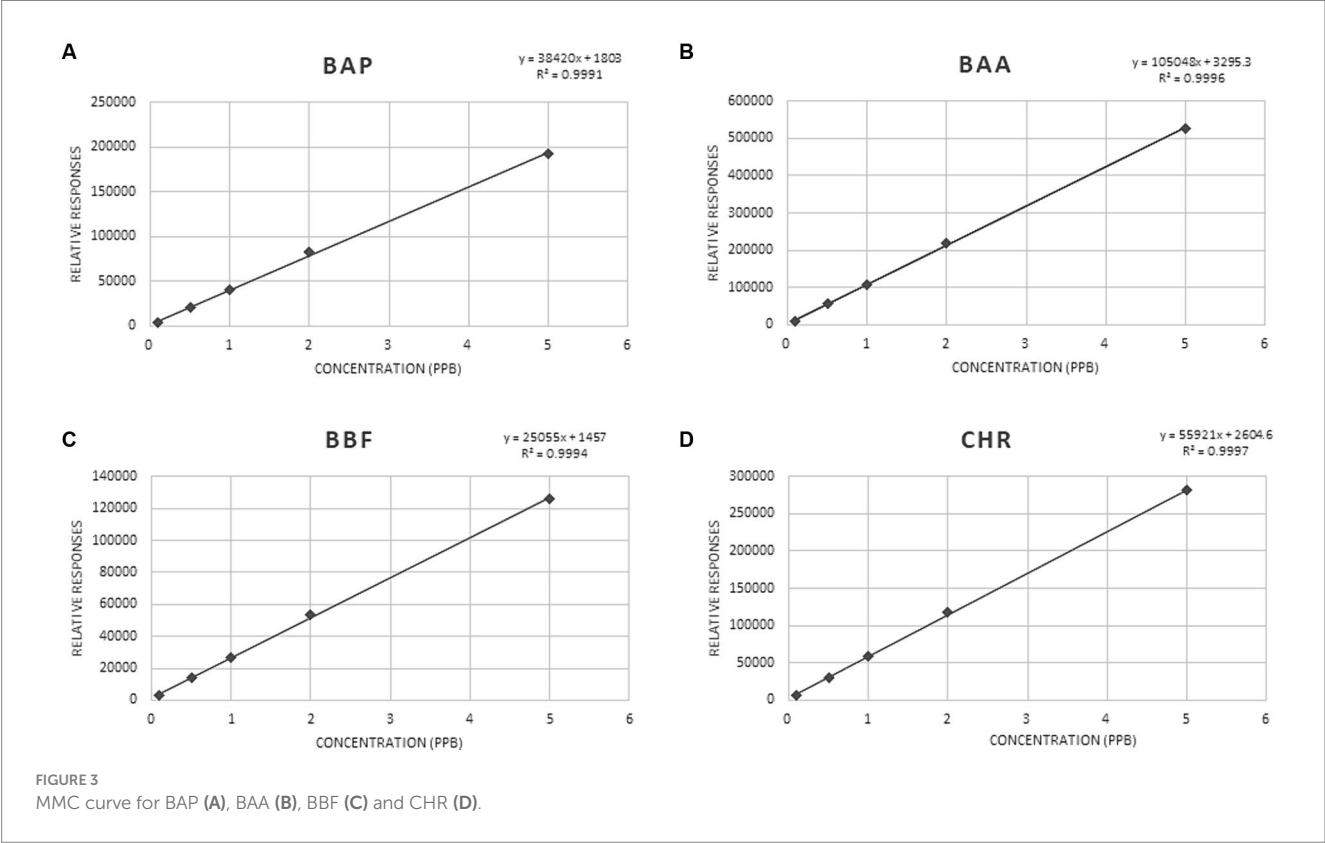 A
BAP
y = 38420x + 1803
R² = 0.9991
250000
200000
150000
100000
50000
0
RELATIVE RESPONSES
0 1 2 3 4 5 6
CONCENTRATION (PPB)
B
BAA
y = 105048x + 3295.3
R² = 0.9996
600000
500000
400000
300000
200000
100000
0
RELATIVE RESPONSES
0 1 2 3 4 5 6
CONCENTRATION (PPB)
C
BBF
y = 25055x + 1457
R² = 0.9994
140000
120000
100000
80000
60000
40000
20000
0
RELATIVE RESPONSES
0 1 2 3 4 5 6
CONCENTRATION (PPB)
D
CHR
y = 55921x + 2604.6
R² = 0.9997
300000
250000
200000
150000
100000
50000
0
RELATIVE RESPONSES
0 1 2 3 4 5 6
CONCENTRATION (PPB)
FIGURE 3
MMC curve for BAP (A), BAA (B), BBF (C) and CHR (D).